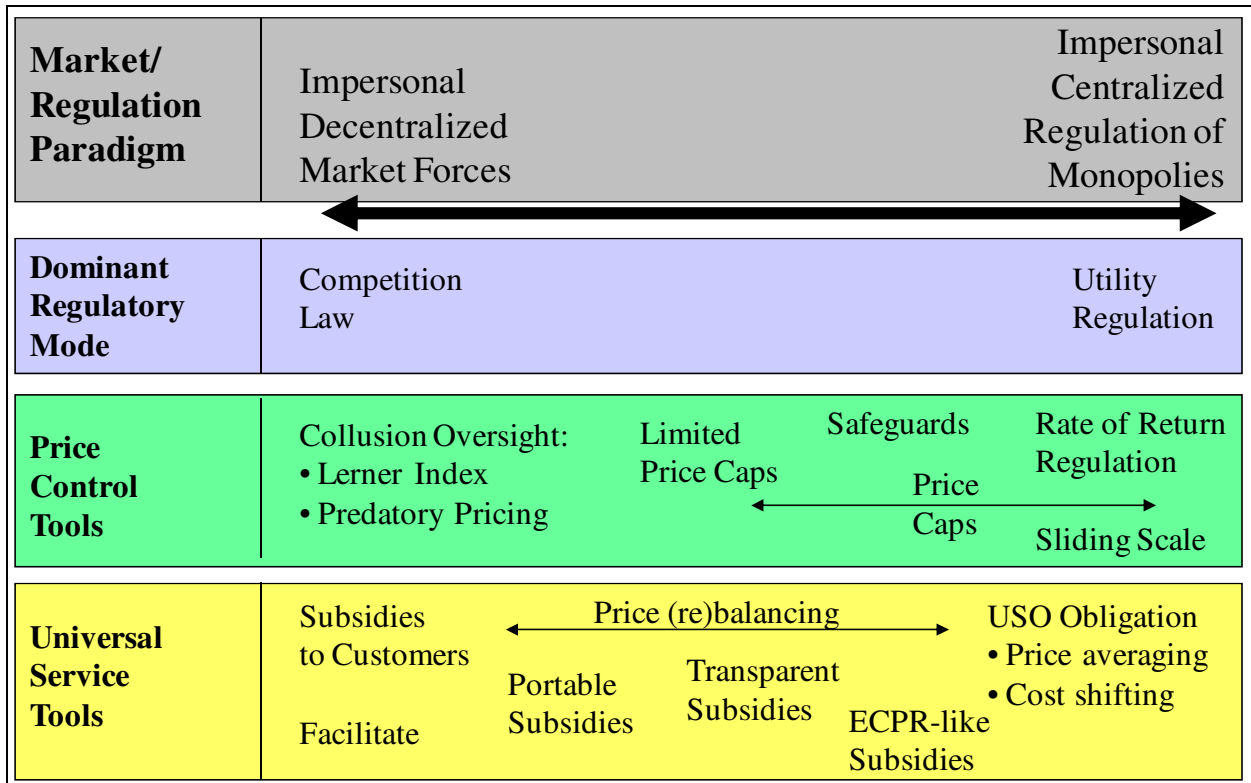 Market/
Regulation
Paradigm
Impersonal
Decentralized
Market Forces
Impersonal
Centralized
Regulation of
Monopolies
Dominant
Regulatory
Mode
Competition
Law
Utility
Regulation
Price
Control
Tools
Collusion Oversight:
• Lerner Index
• Predatory Pricing
Limited
Price Caps
Safeguards
Price
Caps
Rate of Return
Regulation
Sliding Scale
Universal
Service
Tools
Subsidies
to Customers
Facilitate
Price (re)balancing
Portable
Subsidies
Transparent
Subsidies
ECPR-like
Subsidies
USO Obligation
• Price averaging
• Cost shifting